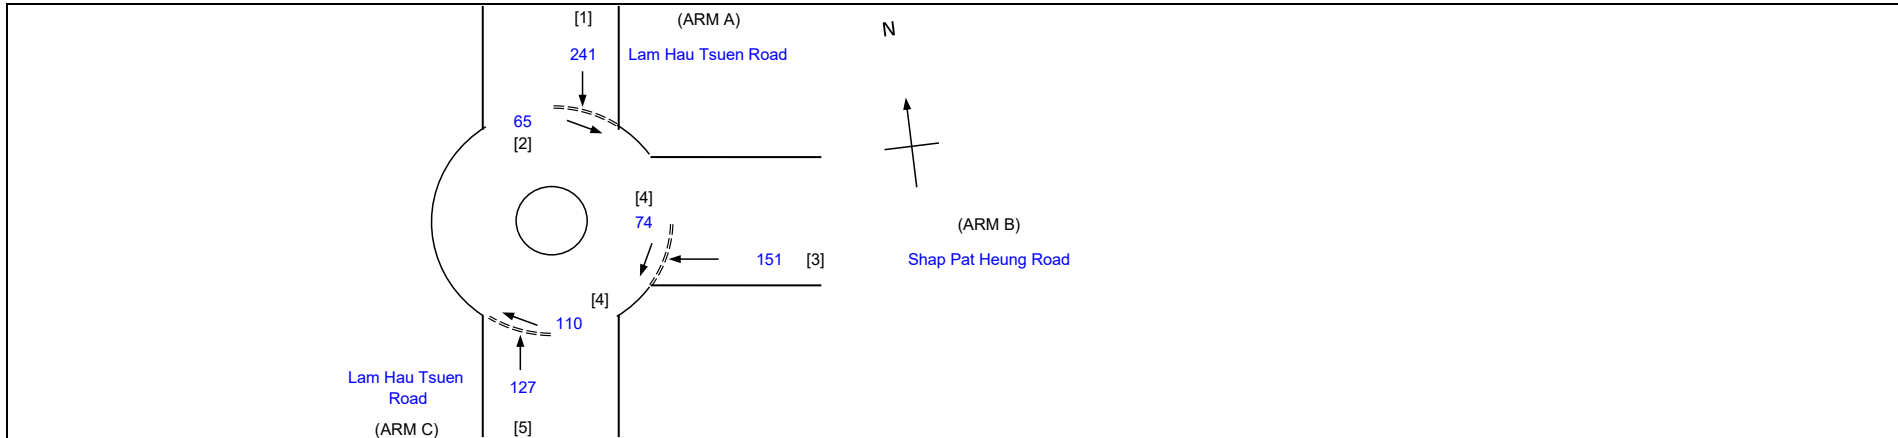 [1] (ARM A)
N
241 Lam Hau Tsuen Road
65
[2]
[4]
74
(ARM B)
151 [3] Shap Pat Heung Road
[4]
110
Lam Hau Tsuen
Road
127
(ARM C) [5]